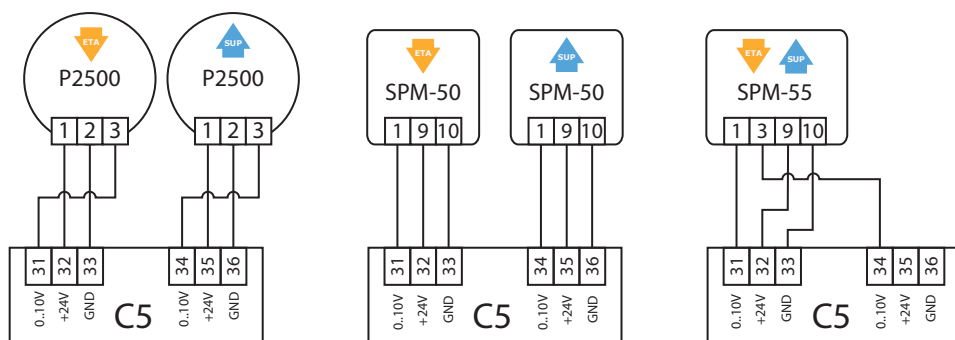 ETA
P2500
1 2 3
SUP
P2500
1 2 3
31 32 33
34 35 36
0..10V +24V GND
C5
0..10V +24V GND
ETA
SPM-50
1 9 10
SUP
SPM-50
1 9 10
31 32 33
34 35 36
0..10V +24V GND
C5
0..10V +24V GND
ETA SUP
SPM-55
1 3 9 10
31 32 33
34 35 36
0..10V +24V GND
C5
0..10V +24V GND